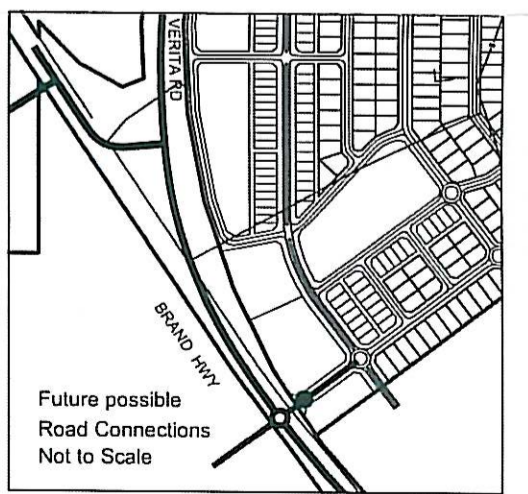 VERITA RD
BRAND HWY
Future possible
Road Connections
Not to Scale